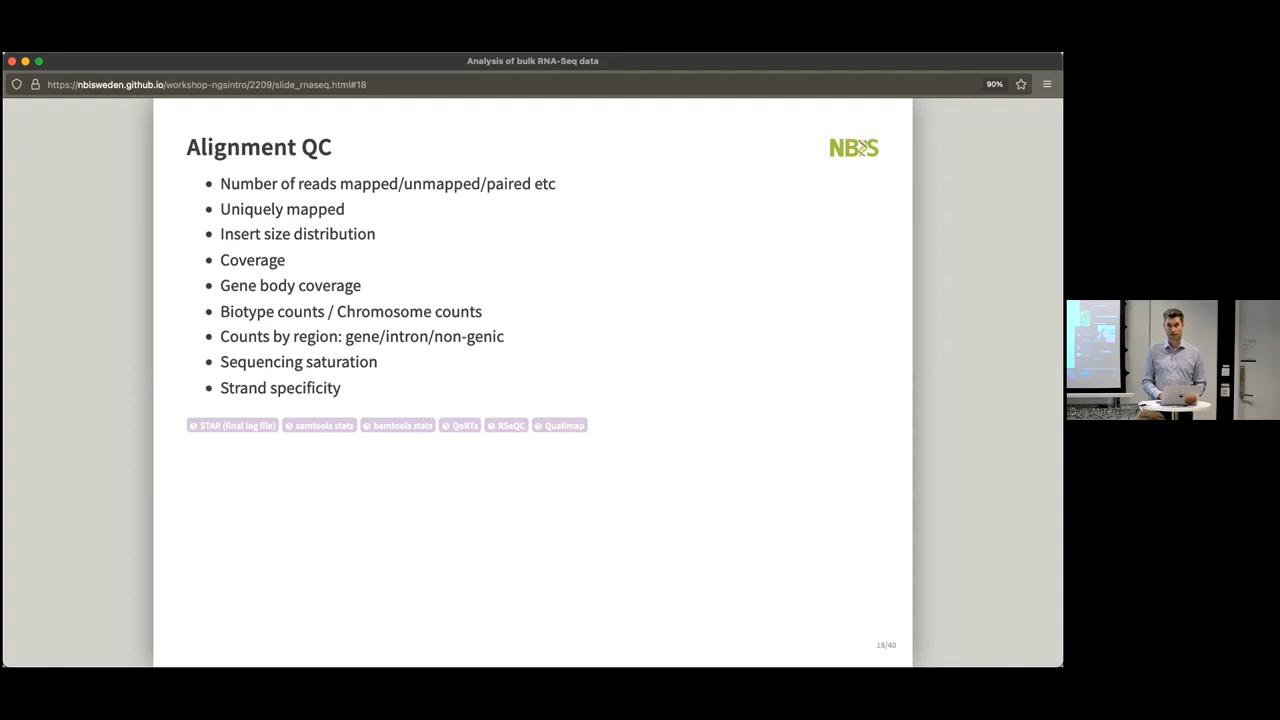 Analysis of bulk RNA-Seq data
https://nbisweden.github.io/workshop-ngsintro/2209/slide_rnaseq.html#18
90%
Alignment QC
NBIS
Number of reads mapped/unmapped/paired etc
Uniquely mapped
Insert size distribution
Coverage
Gene body coverage
Biotype counts / Chromosome counts
Counts by region: gene/intron/non-genic
Sequencing saturation
Strand specificity
STAR (final log file) samtools stats bamtools stats QoRTs RSeQC Qualimap
18/40